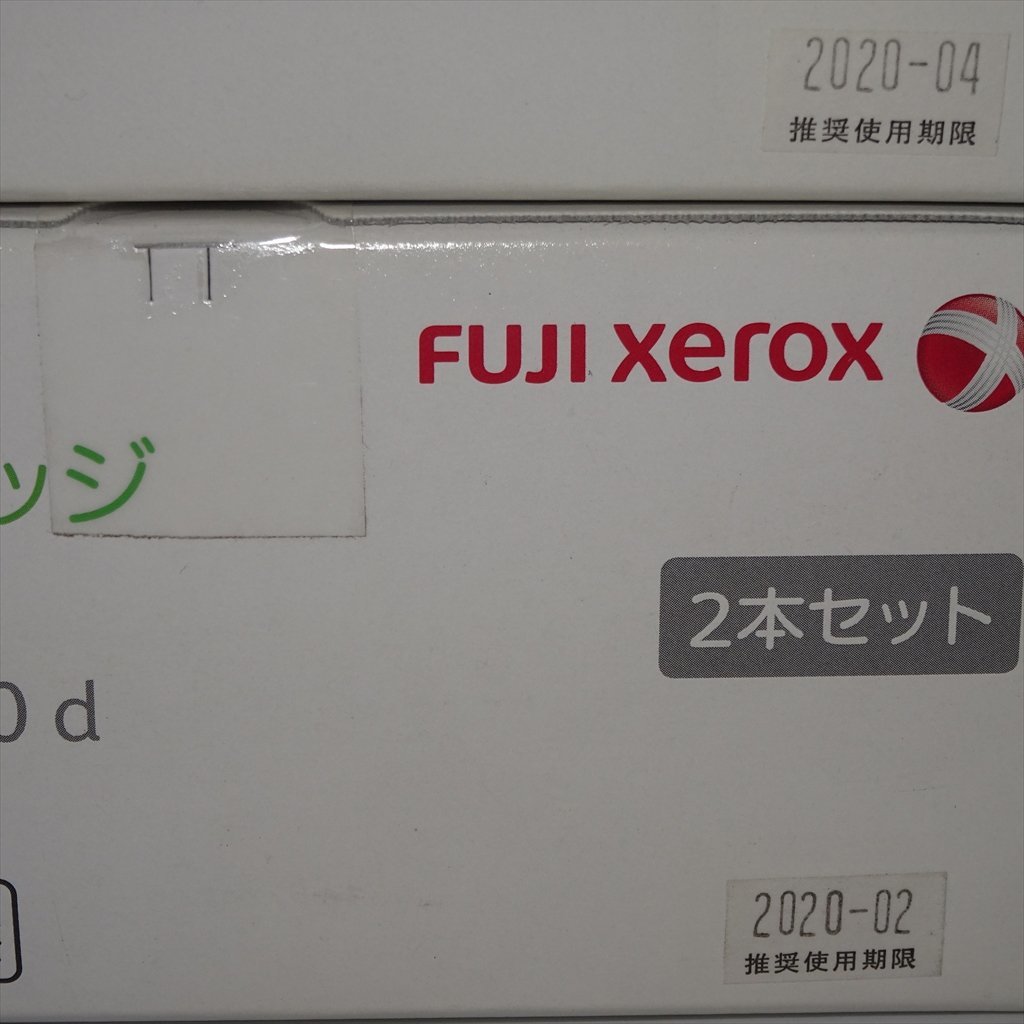 2020-04
推奨使用期限
FUJI xerox
ッジ
2本セット
0 d
2020-02
推奨使用期限